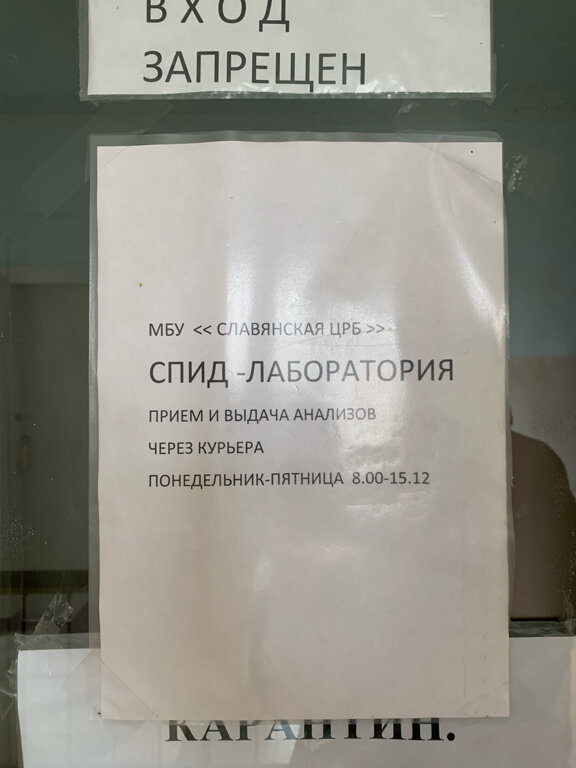 ВХОД
ЗАПРЕЩЕН
МБУ << СЛАВЯНСКАЯ ЦРБ >>
СПИД -ЛАБОРАТОРИЯ
ПРИЕМ И ВЫДАЧА АНАЛИЗОВ
ЧЕРЕЗ КУРЬЕРА
ПОНЕДЕЛЬНИК-ПЯТНИЦА 8.00-15.12
КАРАНТИН.